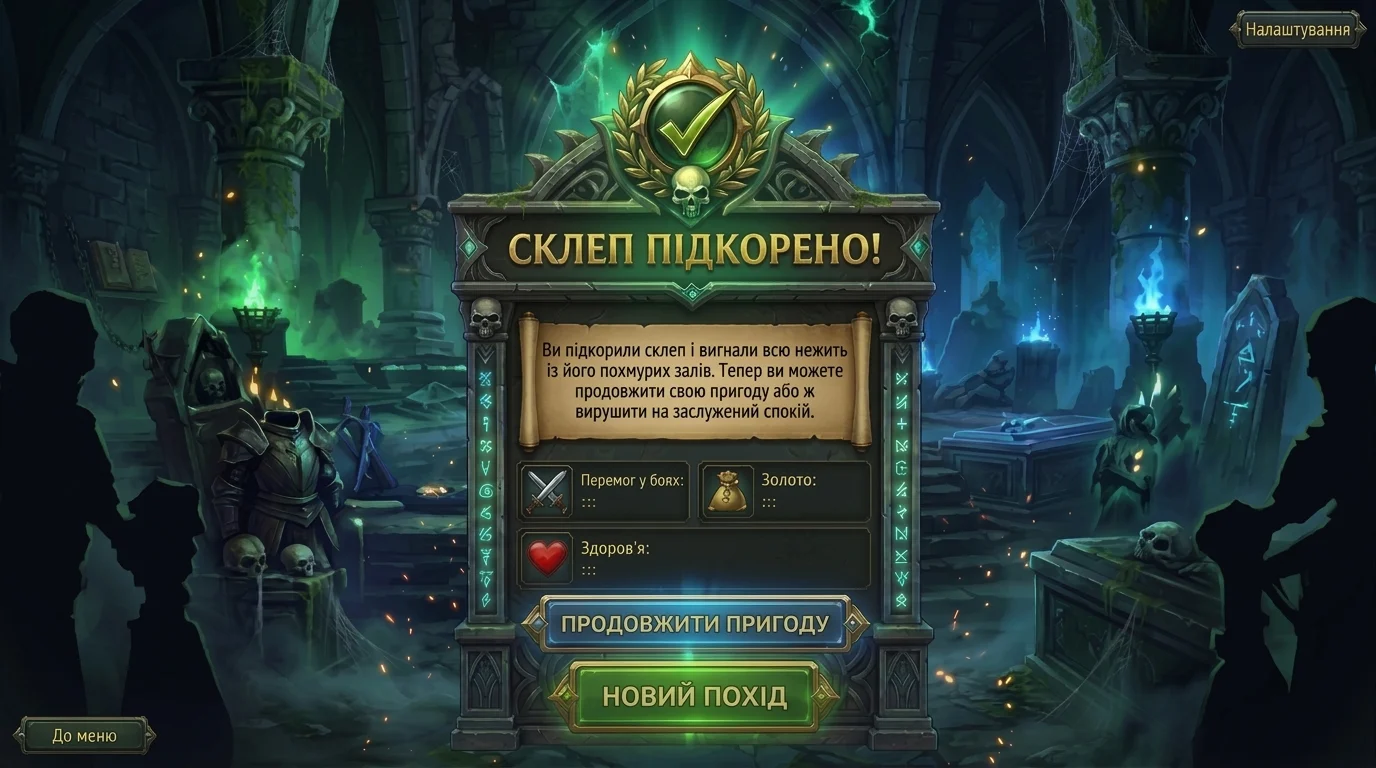 Налаштування
СКЛЕП ПІДКОРЕНО!
Ви підкорили склеп і вигнали всю нежить
із його похмурих залів. Тепер ви можете
продовжити свою пригоду або ж
вирушити на заслужений спокій.
Перемог у боях:
:::
Золото:
:::
Здоров'я:
:::
ПРОДОВЖИТИ ПРИГОДУ
НОВИЙ ПОХІД
До меню